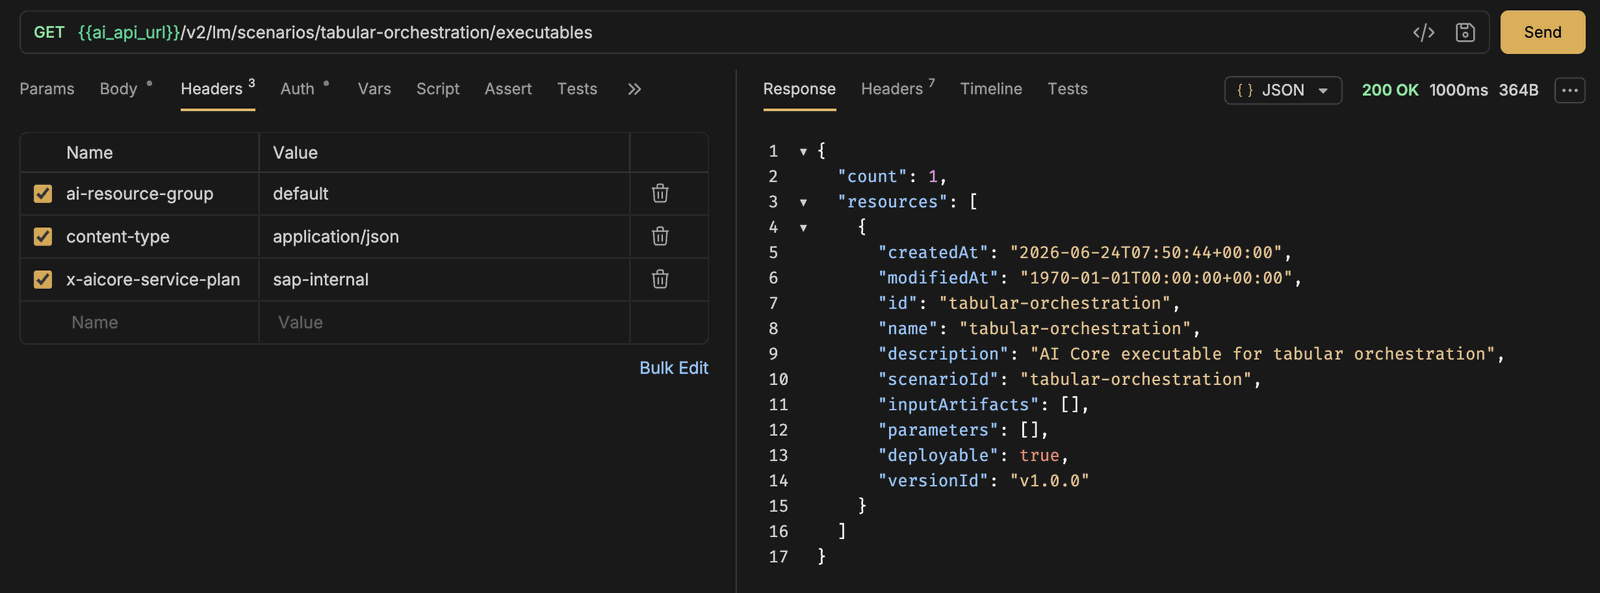 GET {{ai_api_url}}/v2/lm/scenarios/tabular-orchestration/executables
</> Send
Params Body Headers 3 Auth Vars Script Assert Tests »
Name Value
ai-resource-group default
content-type application/json
x-aicore-service-plan sap-internal
Name Value
Bulk Edit
Response Headers 7 Timeline Tests { } JSON 200 OK 1000ms 364B ...
1 {
2 "count": 1,
3 "resources": [
4 {
5 "createdAt": "2026-06-24T07:50:44+00:00",
6 "modifiedAt": "1970-01-01T00:00:00+00:00",
7 "id": "tabular-orchestration",
8 "name": "tabular-orchestration",
9 "description": "AI Core executable for tabular orchestration",
10 "scenarioId": "tabular-orchestration",
11 "inputArtifacts": [],
12 "parameters": [],
13 "deployable": true,
14 "versionId": "v1.0.0"
15 }
16 ]
17 }